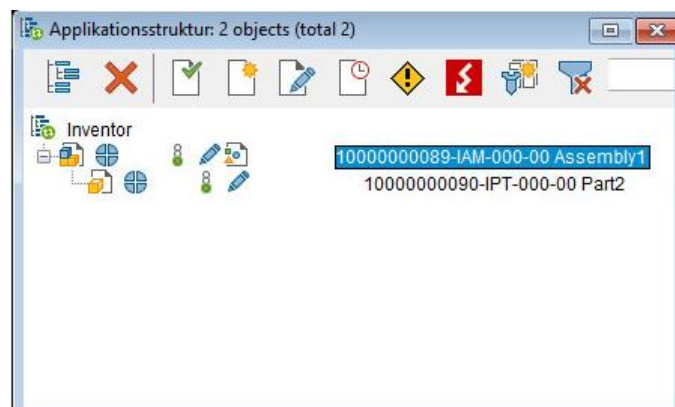 Applikationsstruktur: 2 objects (total 2)
Inventor
10000000089-IAM-000-00 Assembly1
10000000090-IPT-000-00 Part2